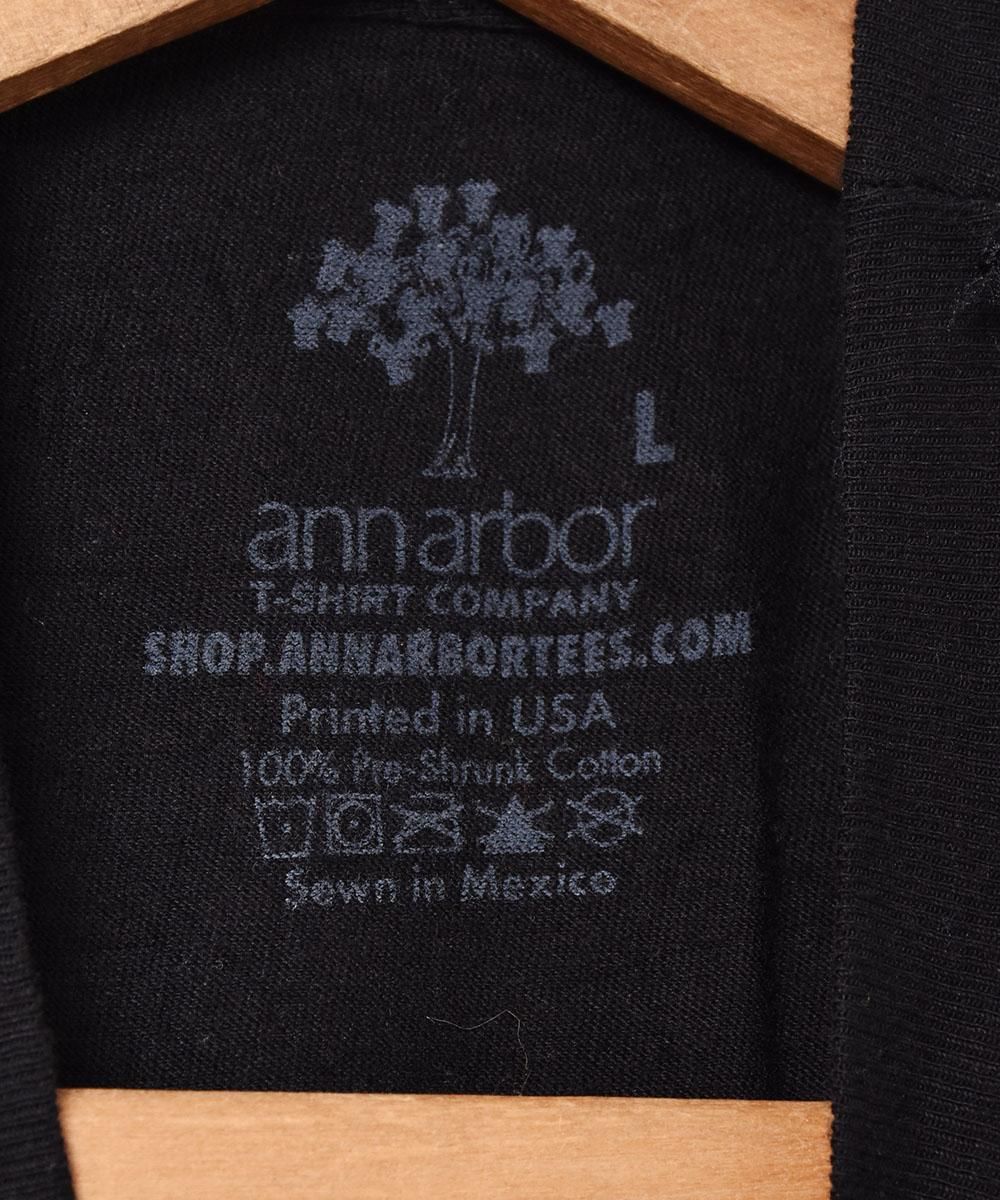 L
ann arbor
T-SHIRT COMPANY
SHOP.ANNARBORTEES.COM
Printed in USA
100% Pre-Shrunk Cotton
Sewn in Mexico